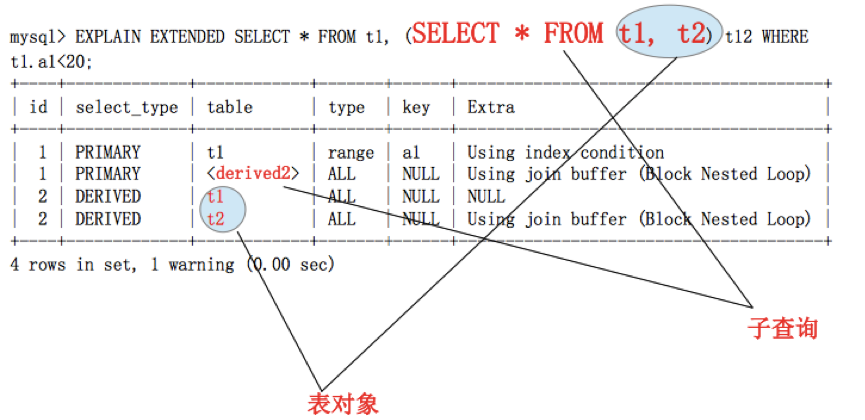 mysql> EXPLAIN EXTENDED SELECT * FROM t1, (SELECT * FROM t1, t2) t12 WHERE
t1.a1<20;
| id | select_type | table | type | key | Extra |
| 1 | PRIMARY | t1 | range | a1 | Using index condition
| 1 | PRIMARY | <derived2> | ALL | NULL | Using join buffer (Block Nested Loop) |
| 2 | DERIVED | t1 | ALL | NULL | NULL
| 2 | DERIVED | t2 | ALL | NULL | Using join buffer (Block Nested Loop) |
4 rows in set, 1 warning (0.00 sec)
子查询
表对象